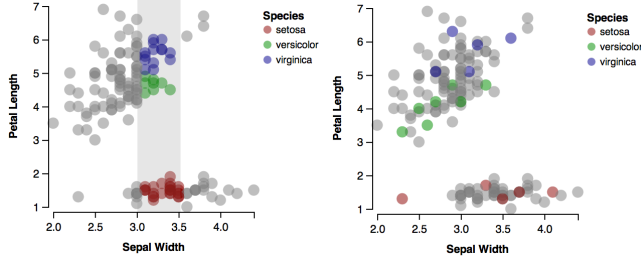 7
6
5
4
3
2
1
Petal Length
2.0 2.5 3.0 3.5 4.0
Sepal Width
Species
setosa
versicolor
virginica
7
6
5
4
3
2
1
Petal Length
2.0 2.5 3.0 3.5 4.0
Sepal Width
Species
setosa
versicolor
virginica